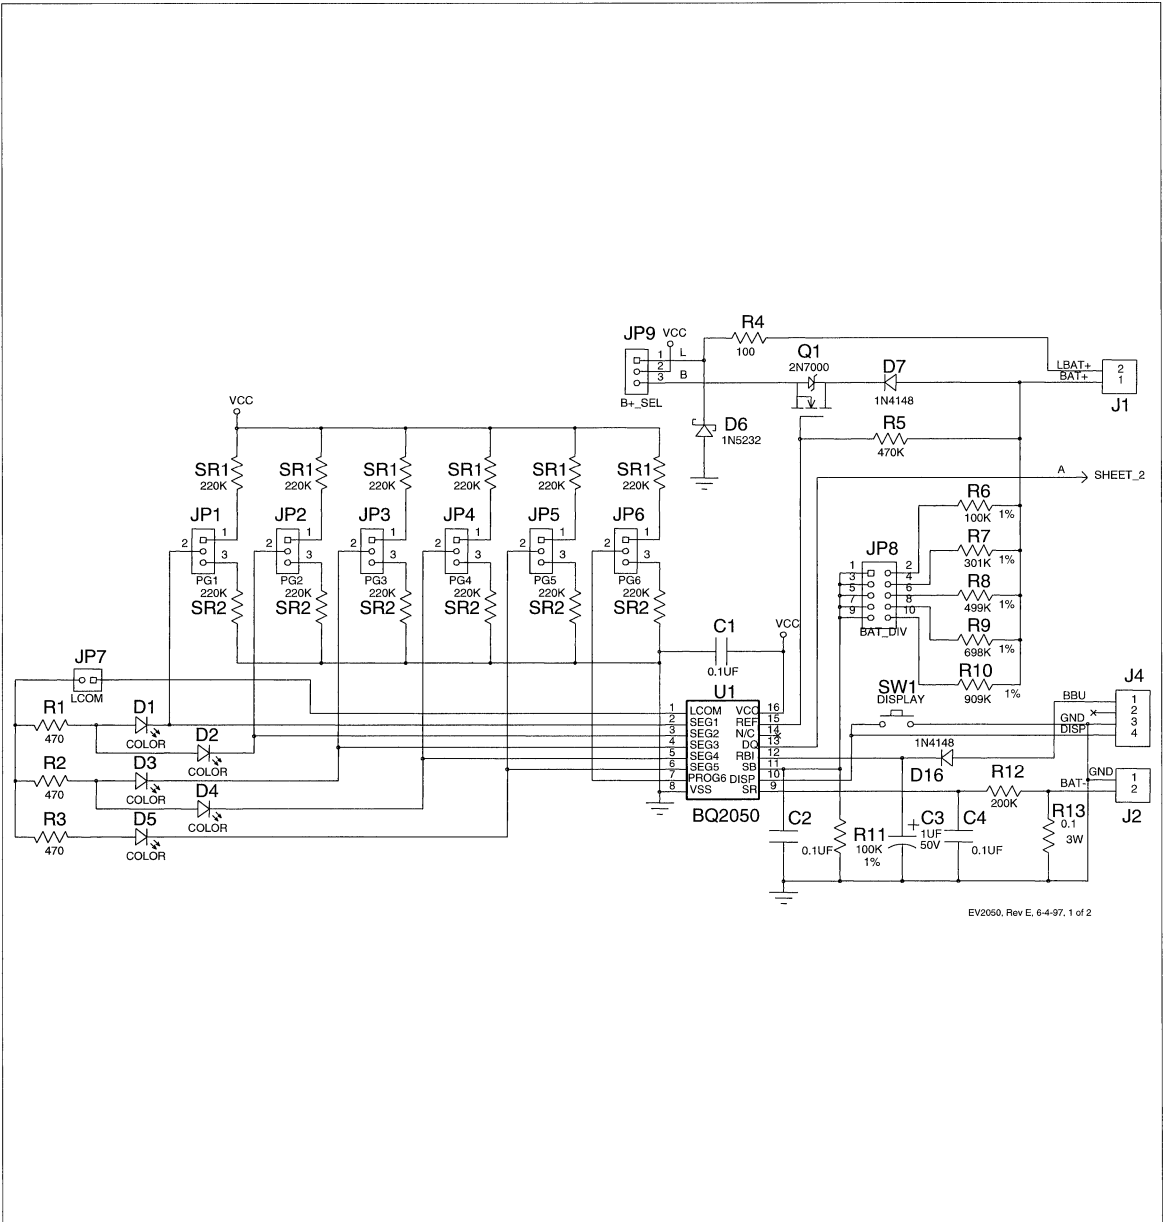 JP9
VCC
1 L
2
3 B
B+_SEL
R4
100
Q1
2N7000
D7
1N4148
LBAT+
BAT+
2
1
J1
D6
1N5232
R5
470K
A SHEET_2
VCC
SR1 SR1 SR1 SR1 SR1 SR1
220K 220K 220K 220K 220K 220K
JP1 JP2 JP3 JP4 JP5 JP6
1 1 1 1 1 1
2 2 2 2 2 2
3 3 3 3 3 3
PG1 PG2 PG3 PG4 PG5 PG6
220K 220K 220K 220K 220K 220K
SR2 SR2 SR2 SR2 SR2 SR2
R6
100K 1%
R7
301K 1%
R8
499K 1%
R9
698K 1%
R10
909K 1%
JP8
1 2
3 4
5 6
7 8
9 10
BAT_DIV
C1
0.1UF
VCC
JP7
LCOM
R1
470
D1
COLOR
D2
COLOR
R2
470
D3
COLOR
D4
COLOR
R3
470
D5
COLOR
U1
1 LCOM VCC 16
2 SEG1 REF 15
3 SEG2 N/C 14
4 SEG3 DQ 13
5 SEG4 RBI 12
6 SEG5 SB 11
7 PROG6 DISP 10
8 VSS SR 9
BQ2050
SW1
DISPLAY
J4
BBU 1
2
GND 3
DISP 4
1N4148
D16
R12
200K
GND 1
BAT- 2
J2
C2
0.1UF
R11
100K
1%
+ C3
1UF
50V
C4
0.1UF
R13
0.1
3W
EV2050, Rev E, 6-4-97, 1 of 2